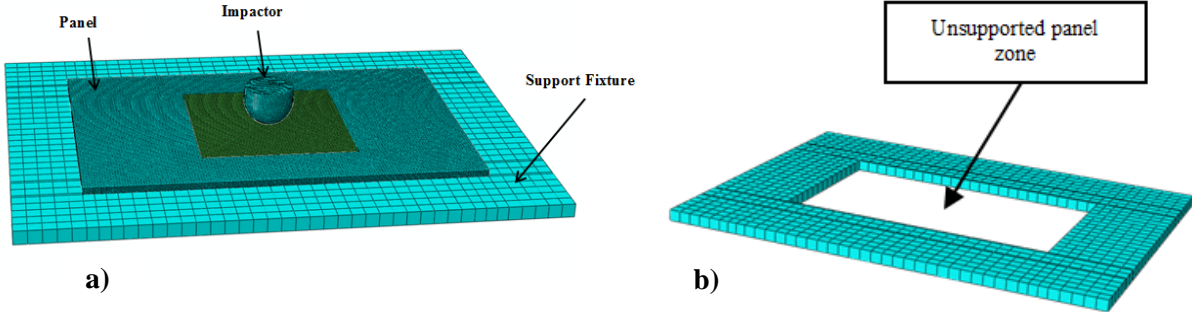 Impactor
Panel
Support Fixture
Unsupported panel
zone
a)
b)